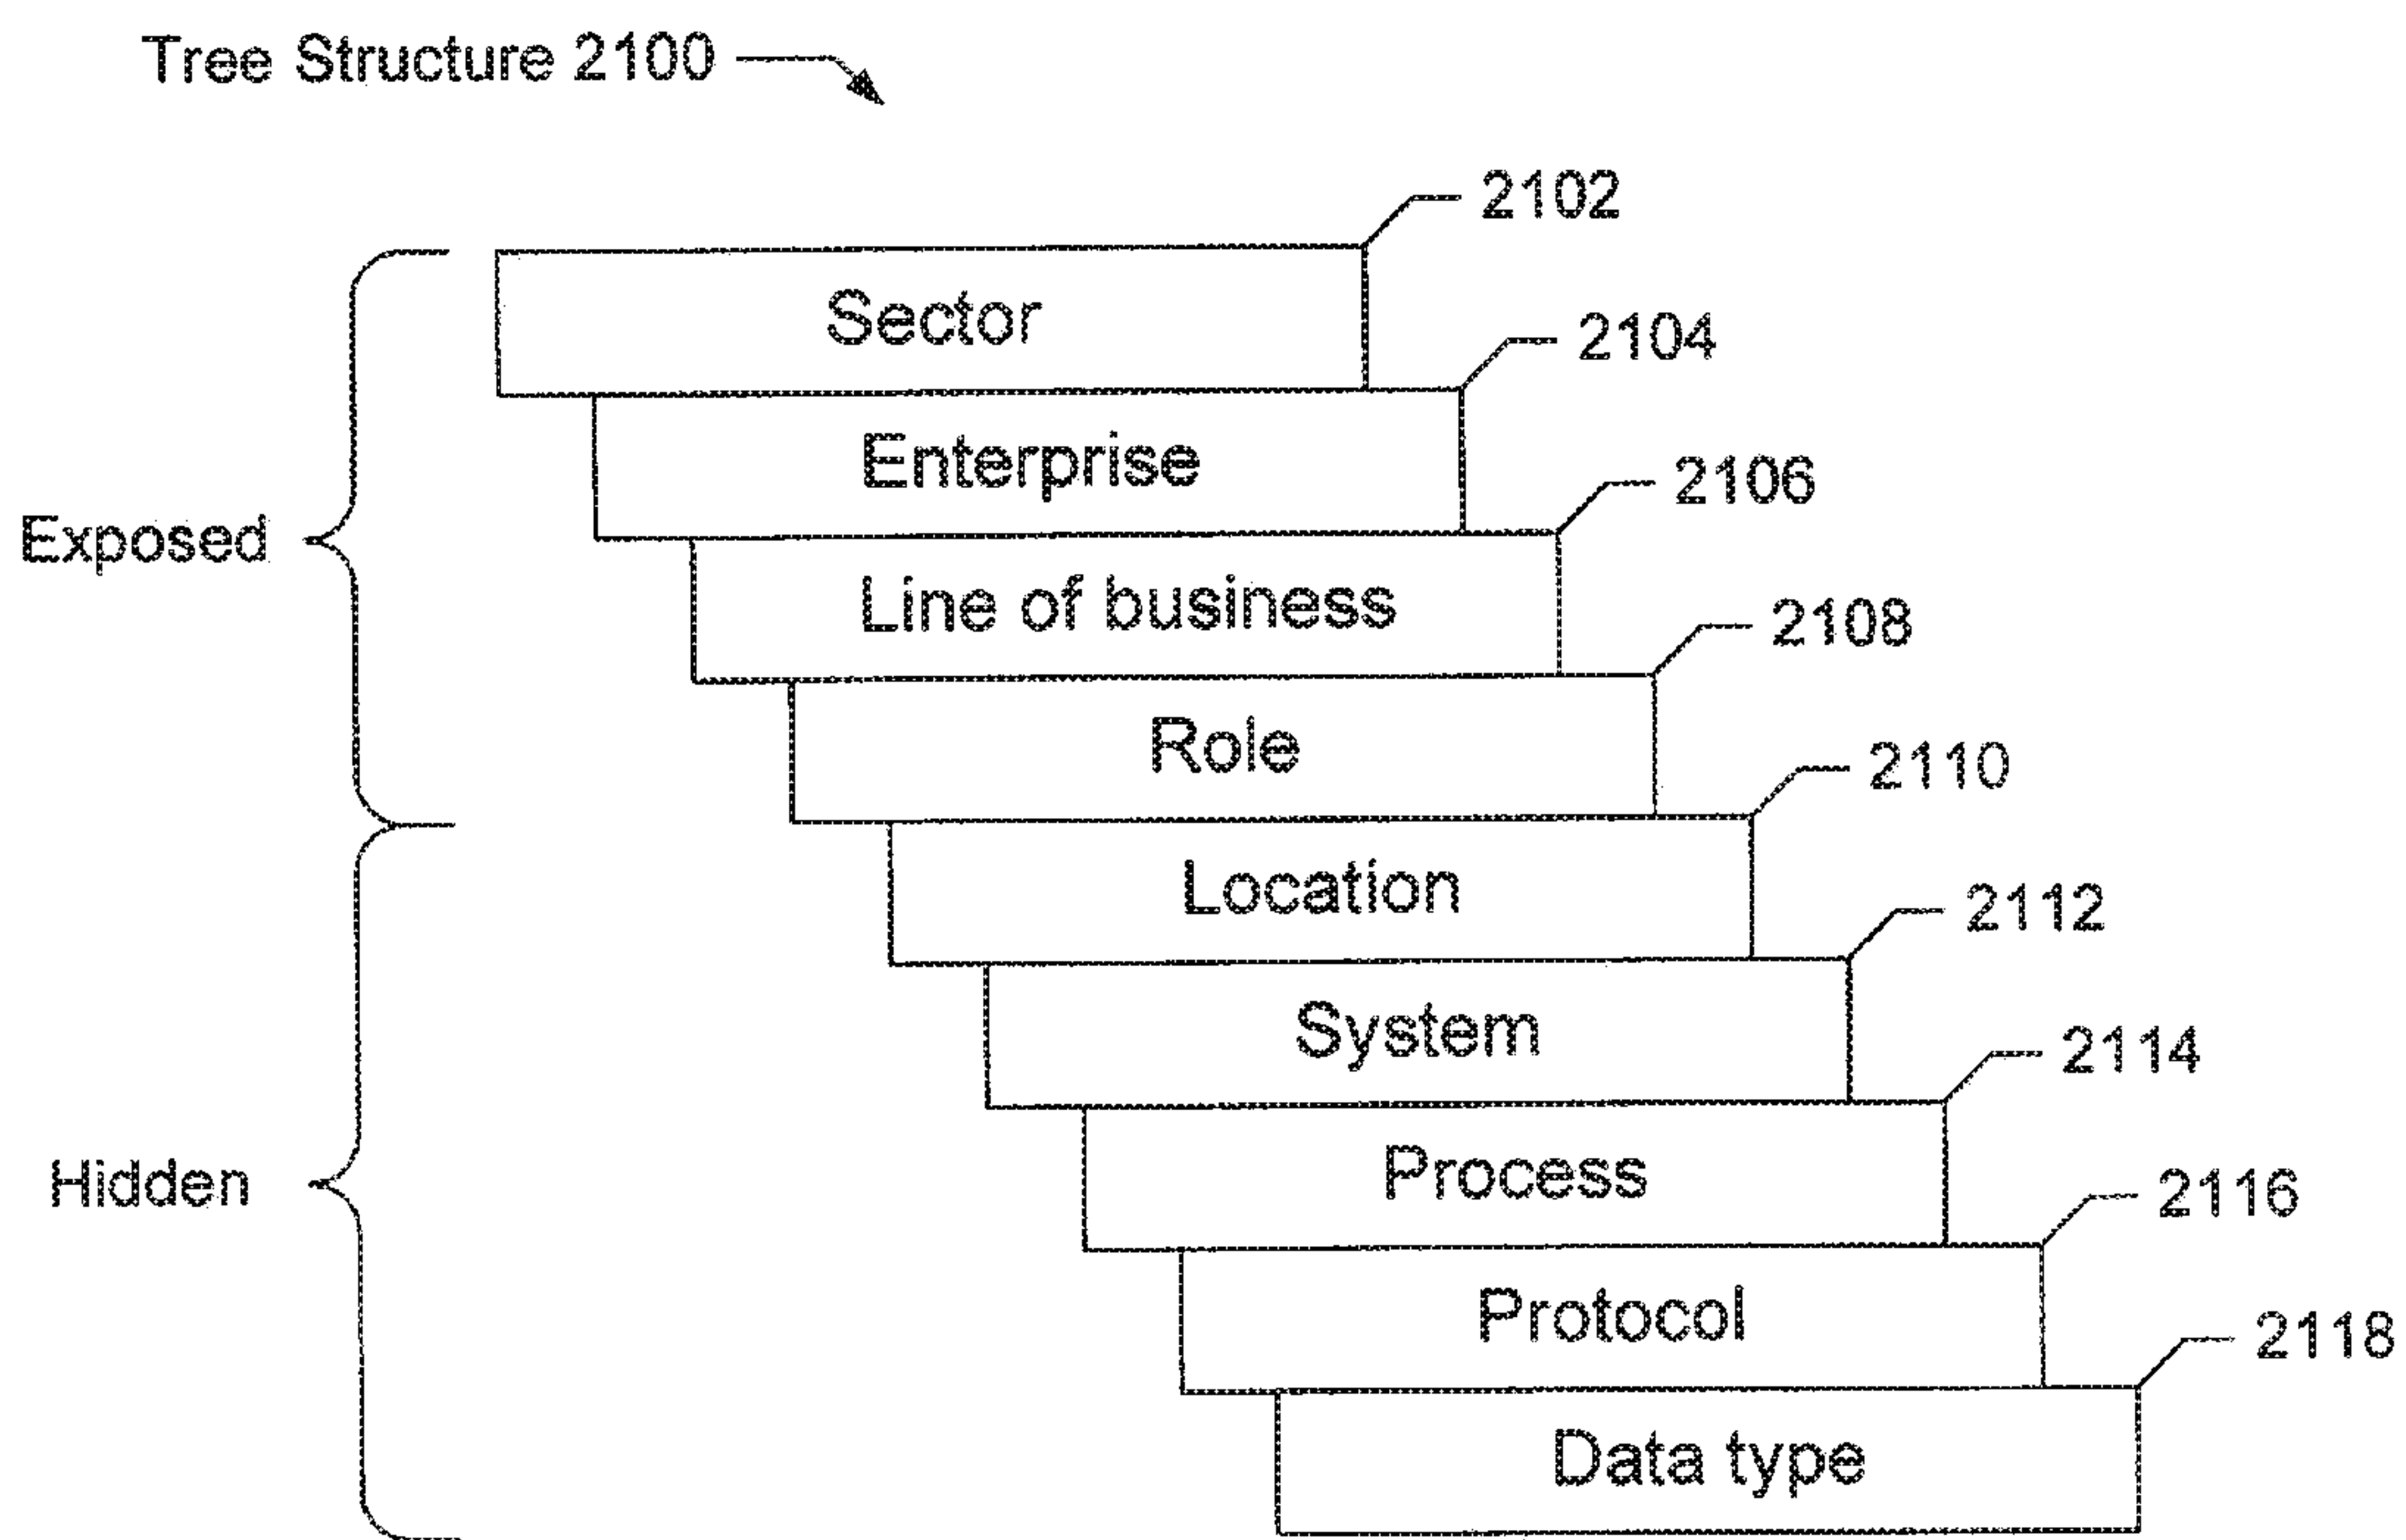 Tree Structure 2100
2102
Sector
2104
Enterprise
2106
Exposed
Line of business
2108
Role
2110
Location
2112
System
2114
Hidden
Process
2116
Protocol
2118
Data type